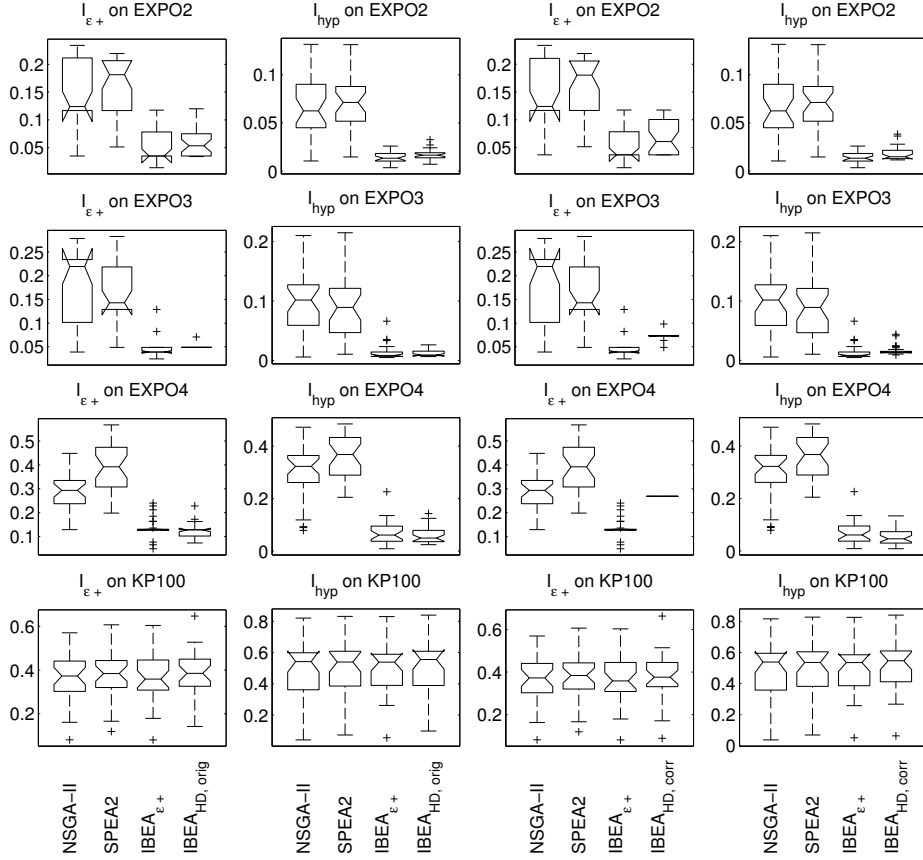 I ε + on EXPO2
I hyp on EXPO2
I ε + on EXPO2
I hyp on EXPO2
0.2
0.15
0.1
0.05
0.1
0.05
0
0.2
0.15
0.1
0.05
0.1
0.05
0
I ε + on EXPO3
I hyp on EXPO3
I ε + on EXPO3
I hyp on EXPO3
0.25
0.2
0.15
0.1
0.05
0.2
0.1
0
0.25
0.2
0.15
0.1
0.05
0.2
0.1
0
I ε + on EXPO4
I hyp on EXPO4
I ε + on EXPO4
I hyp on EXPO4
0.5
0.4
0.3
0.2
0.1
0.4
0.2
0
0.5
0.4
0.3
0.2
0.1
0.4
0.2
0
I ε + on KP100
I hyp on KP100
I ε + on KP100
I hyp on KP100
0.6
0.4
0.2
0.8
0.6
0.4
0.2
0.6
0.4
0.2
0.8
0.6
0.4
0.2
0
NSGA−II
SPEA2
IBEA ε +
IBEA HD, orig
NSGA−II
SPEA2
IBEA ε +
IBEA HD, orig
NSGA−II
SPEA2
IBEA ε +
IBEA HD, corr
NSGA−II
SPEA2
IBEA ε +
IBEA HD, corr